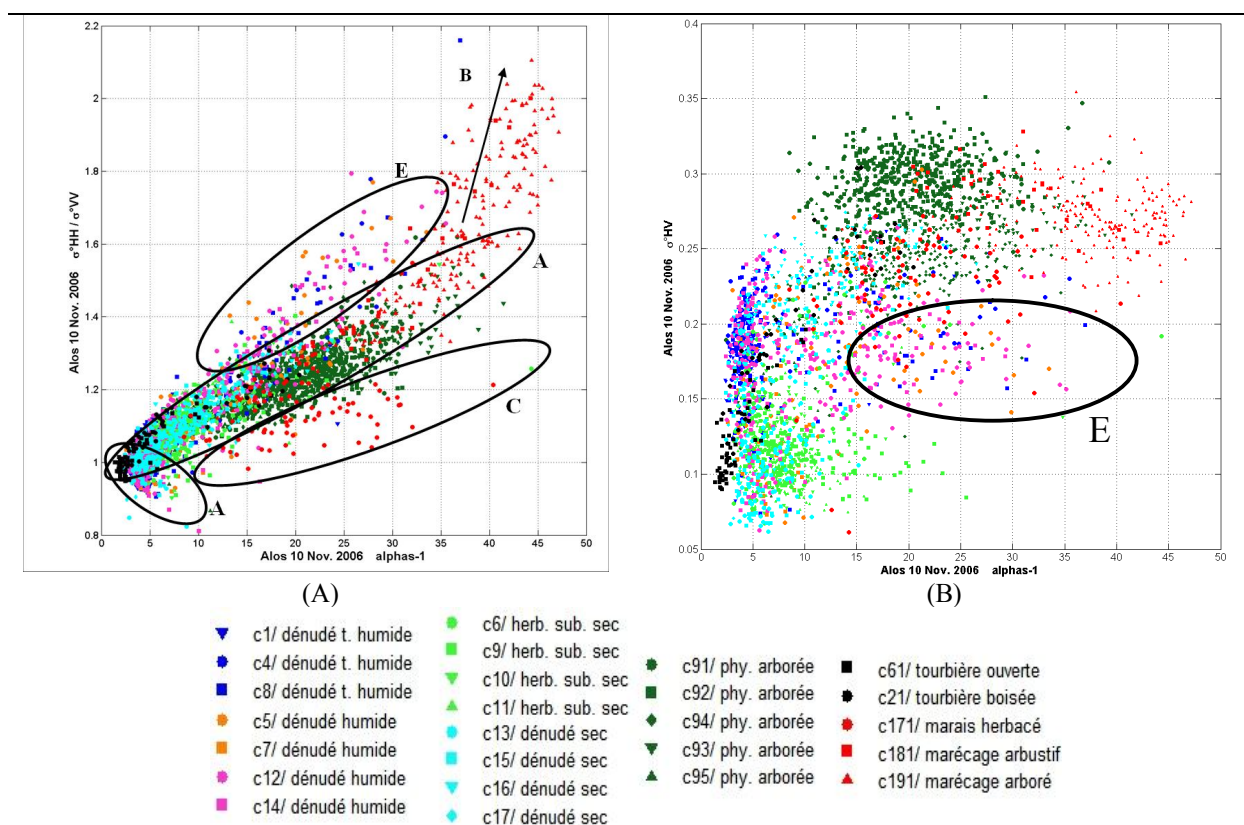 2.2
2
1.8
1.6
1.4
1.2
1
0.8
0
5
10
15
20
25
30
35
40
45
50
Alos 10 Nov. 2006 σ°HH / σ°VV
Alos 10 Nov. 2006 alphas-1
B
E
A
C
A
(A)
0.4
0.35
0.3
0.25
0.2
0.15
0.1
0.05
0
5
10
15
20
25
30
35
40
45
50
Alos 10 Nov. 2006 σ°HV
Alos 10 Nov. 2006 alphas-1
E
(B)
c1/ dénudé t. humide
c4/ dénudé t. humide
c8/ dénudé t. humide
c5/ dénudé humide
c7/ dénudé humide
c12/ dénudé humide
c14/ dénudé humide
c6/ herb. sub. sec
c9/ herb. sub. sec
c10/ herb. sub. sec
c11/ herb. sub. sec
c13/ dénudé sec
c15/ dénudé sec
c16/ dénudé sec
c17/ dénudé sec
c91/ phy. arborée
c92/ phy. arborée
c94/ phy. arborée
c93/ phy. arborée
c95/ phy. arborée
c61/ tourbière ouverte
c21/ tourbière boisée
c171/ marais herbacé
c181/ marécage arbustif
c191/ marécage arboré